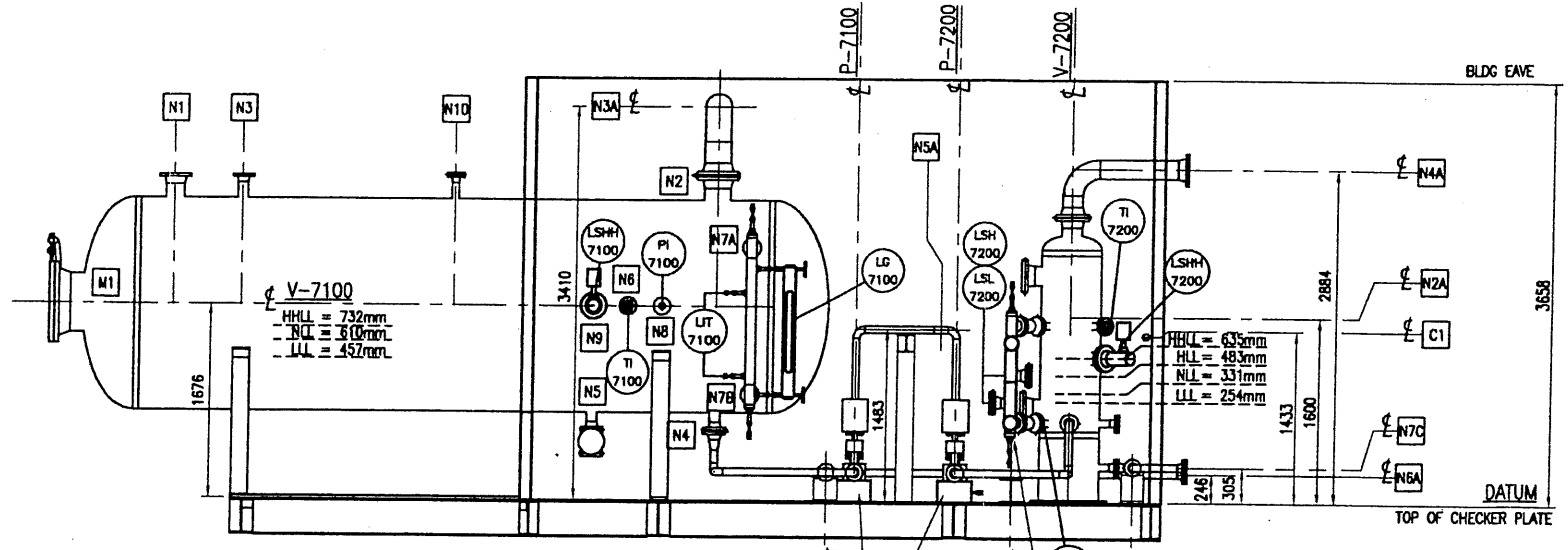 P-7100
P-7200
V-7200
BLDG EAVE
N1
N3
N1D
N3A
N5A
N4A
N2
LSHH
7100
N6
PI
7100
N7A
LG
7100
LSH
7200
LSL
7200
TI
7200
LSHH
7200
M1
V-7100
HHLL = 732mm
NLL = 610mm
LLL = 457mm
3410
N9
N8
LIT
7100
TI
7100
N2A
C1
2884
3658
HHLL = 635mm
HLL = 483mm
NLL = 331mm
LLL = 254mm
1676
N5
N7B
N4
1483
1433
1600
N7C
N6A
246
305
DATUM
TOP OF CHECKER PLATE